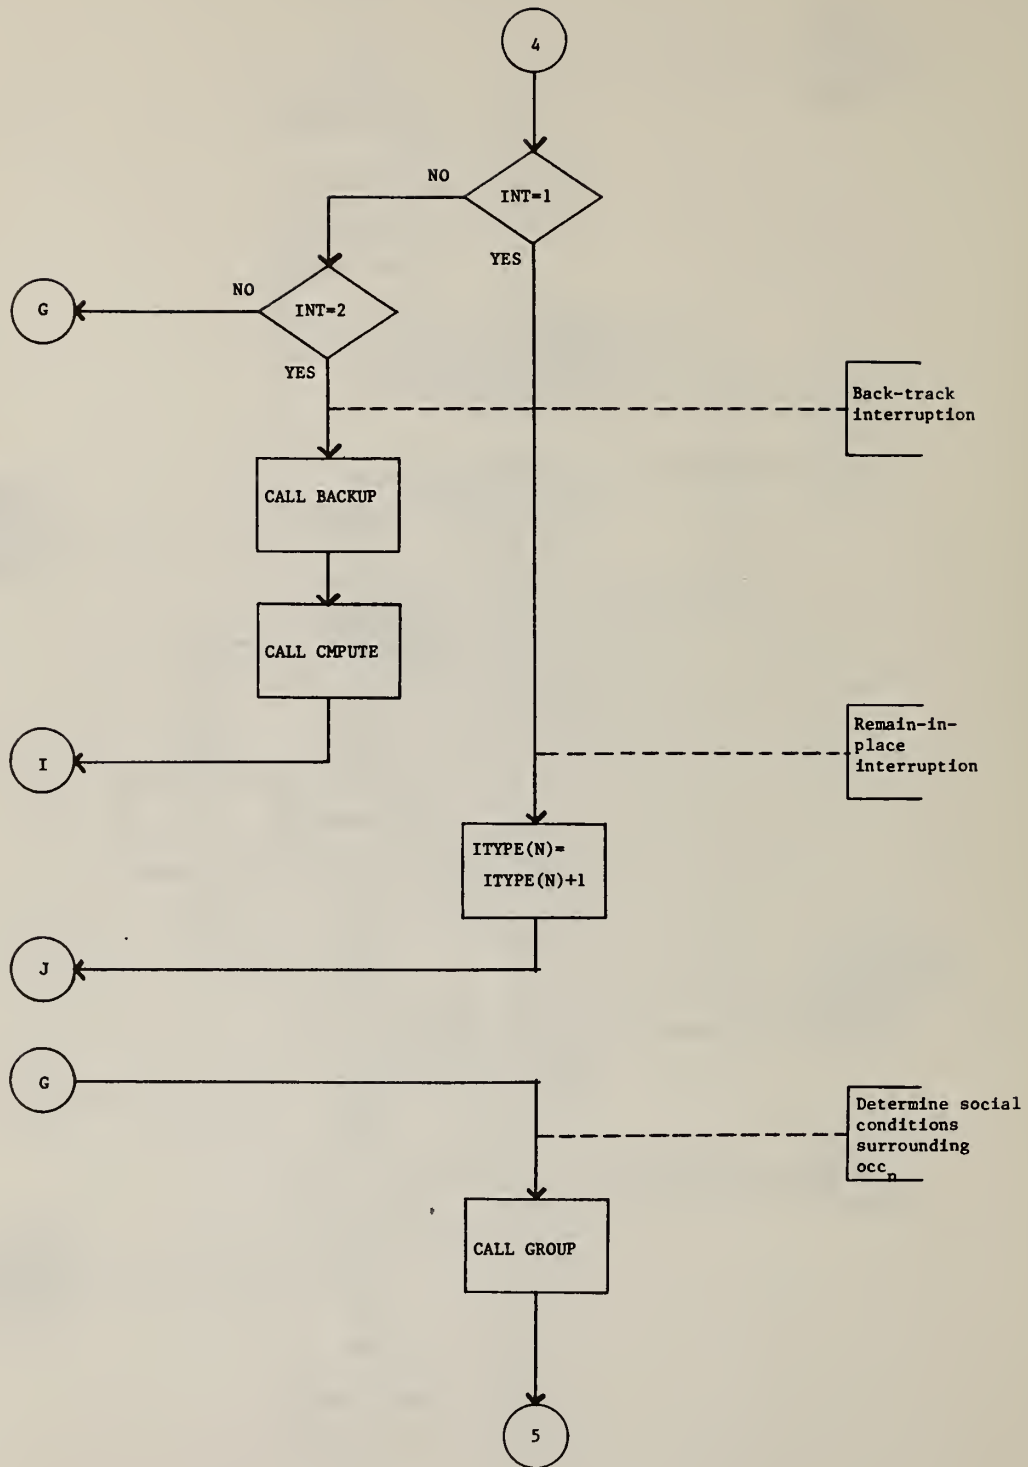 4
NO
INT=1
YES
G
NO
INT=2
YES
Back-track
interruption
CALL BACKUP
CALL CMPUTE
I
Remain-in-
place
interruption
ITYPE(N)=
ITYPE(N)+1
J
G
Determine social
conditions
surrounding
occn
CALL GROUP
5